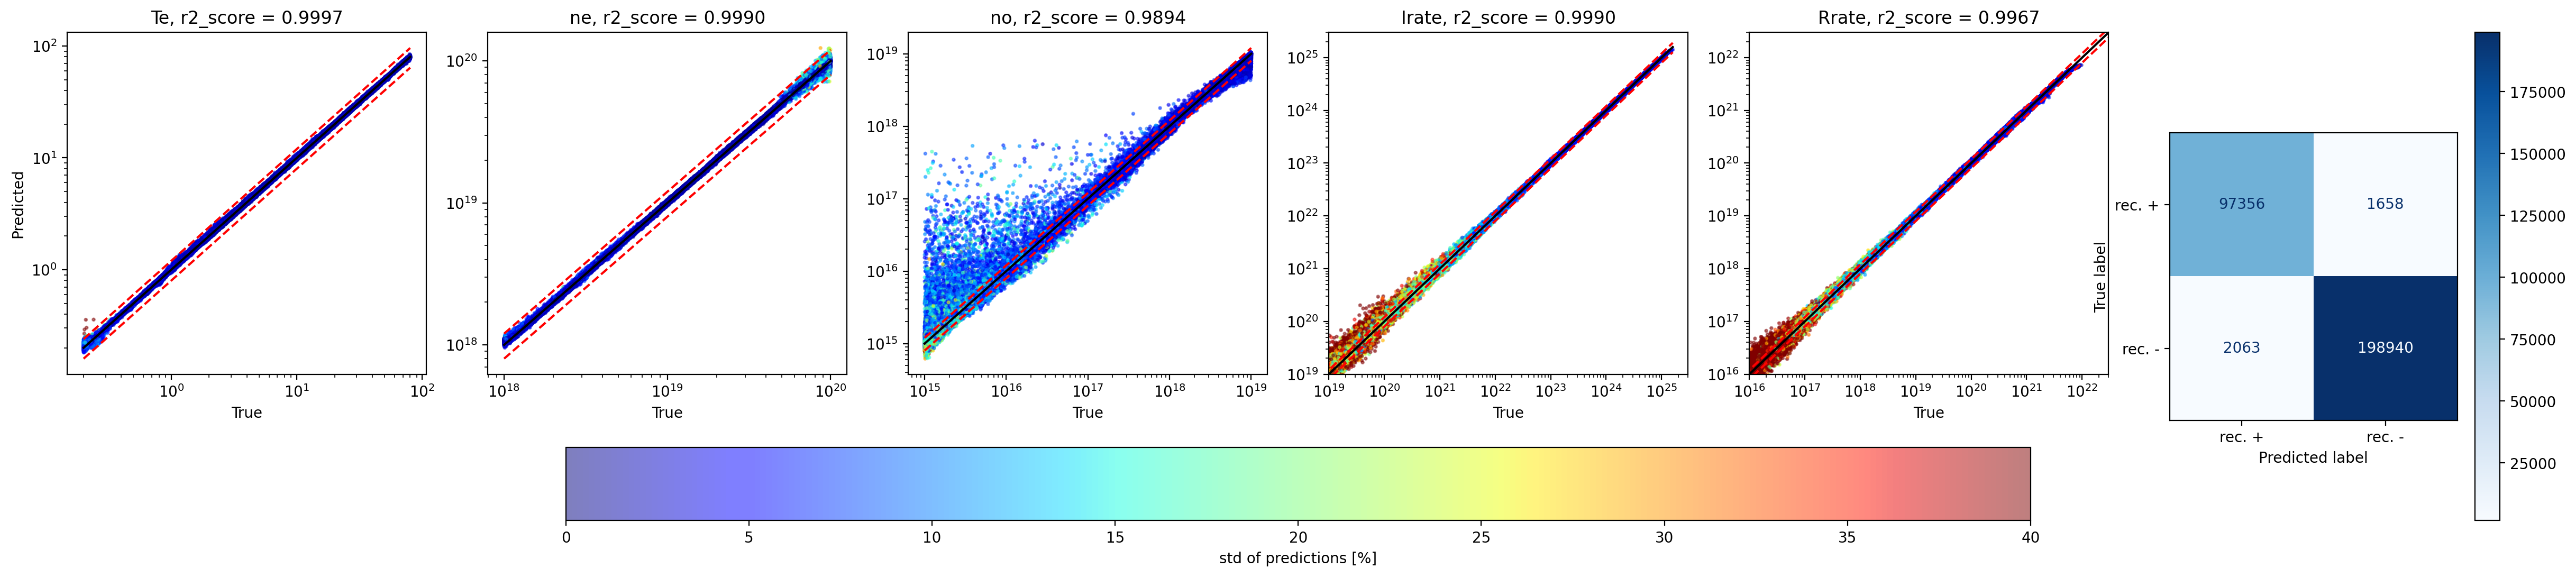 Te, r2_score = 0.9997
10²
10¹
10⁰
Predicted
10⁰ 10¹ 10²
True
ne, r2_score = 0.9990
10²⁰
10¹⁹
10¹⁸
10¹⁸ 10¹⁹ 10²⁰
True
no, r2_score = 0.9894
10¹⁹
10¹⁸
10¹⁷
10¹⁶
10¹⁵
10¹⁵ 10¹⁶ 10¹⁷ 10¹⁸ 10¹⁹
True
Irate, r2_score = 0.9990
10²⁵
10²⁴
10²³
10²²
10²¹
10²⁰
10¹⁹
10¹⁹ 10²⁰ 10²¹ 10²² 10²³ 10²⁴ 10²⁵
True
Rrate, r2_score = 0.9967
10²²
10²¹
10²⁰
10¹⁹
10¹⁸
10¹⁷
10¹⁶
10¹⁶ 10¹⁷ 10¹⁸ 10¹⁹ 10²⁰ 10²¹ 10²²
True
True label
rec. + 97356 1658
rec. - 2063 198940
rec. + rec. -
Predicted label
175000
150000
125000
100000
75000
50000
25000
0 5 10 15 20 25 30 35 40
std of predictions [%]